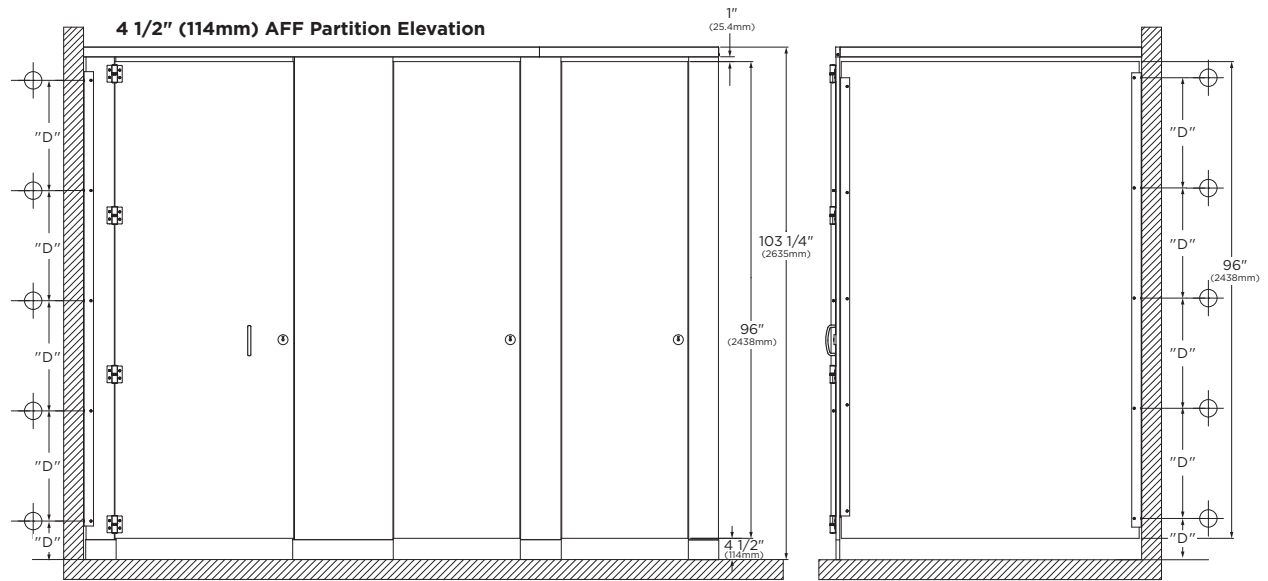 4 1/2" (114mm) AFF Partition Elevation
1"
(25.4mm)
"D"
"D"
"D"
"D"
"D"
103 1/4"
(2635mm)
96"
(2438mm)
4 1/2"
(114mm)
"D"
"D"
"D"
"D"
"D"
96"
(2438mm)